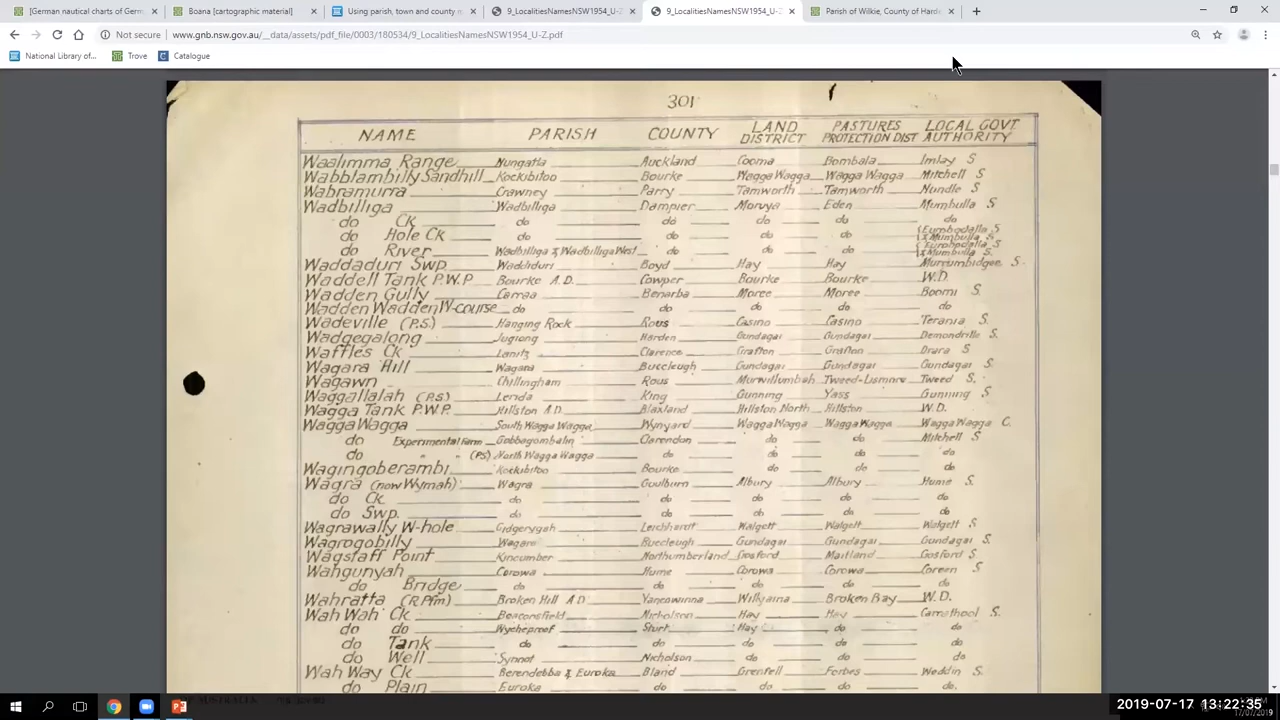 [German nautical charts of Germ
Boana [cartographic material]
Using parish, town and county m
9_LocalitiesNamesNSW1954_U-Z
9_LocalitiesNamesNSW1954_U-Z
Parish of Wilkie, County of Hard
Not secure www.gnb.nsw.gov.au/__data/assets/pdf_file/0003/180534/9_LocalitiesNamesNSW1954_U-Z.pdf
National Library of... Trove Catalogue
301
NAME PARISH COUNTY LAND DISTRICT PASTURES PROTECTION DIST LOCAL GOVT AUTHORITY
Waalimma Range Nungatta Auckland Cooma Bombala Imlay S
Wabblambilly Sandhill Kockibitoo Bourke Wagga Wagga Wagga Wagga Mitchell S
Wabramurra Crawney Parry Tamworth Tamworth Nundle S
Wadbilliga Wadbilliga Dampier Moruya Eden Mumbulla S
do Ck do do do do do
do Hole Ck do do do do {Eurobodalla S & Mumbulla S
do River Wadbilliga & Wadbilliga West do do do {Eurobodalla S & Mumbulla S.
Waddaduri Swp Waddiduri Boyd Hay Hay Murrumbidgee S.
Waddell Tank P.W.P Bourke A.D. Cowper Bourke Bourke W.D.
Wadden Gully Careaa Benarba Moree Moree Boomi S
Wadden Wadden W-course do do do do do
Wadeville (P.S.) Hanging Rock Rous Casino Casino Terania S.
Wadgegalong Jugiong Harden Gundagai Gundagai Demondrille S.
Waffles Ck Lanitz Clarence Grafton Grafton Orara S
Wagara Hill Wagara Buccleugh Gundagai Gundagai Gundagai S
Wagawn Chillingham Rous Murwillumbah Tweed-Lismore Tweed S.
Waggallalah (P.S) Lerida King Gunning Yass Gunning S
Wagga Tank P.W.P. Hillston A.D. Blaxland Hillston North Hillston W.D.
Wagga Wagga South Wagga Wagga Wynyard Wagga Wagga Wagga Wagga Wagga Wagga C.
do Experimental Farm Gobbagombalin Clarendon do do Mitchell S
do " " (PS) North Wagga Wagga do do do do
Wagingoberambi Kockibitoo Bourke do do do
Wagra (now Wymah) Wagra Goulburn Albury Albury Hume S.
do Ck. do do do do do
do Swp. do do do do do
Wagrawally W-hole Gidgerygah Leichhardt Walgett Walgett Walgett S
Wagrogobilly Wagara Buccleugh Gundagai Gundagai Gundagai S.
Wagstaff Point Kincumber Northumberland Gosford Maitland Gosford S
Wahgunyah Corowa Hume Corowa Corowa Coreen S
do Bridge do do do do do
Wahratta (R.Pfm) Broken Hill A.D. Yancowinna Willyama Broken Bay W.D.
Wah Wah Ck Beaconsfield Nicholson Hay Hay Carrathool S.
do do Wycheproof Sturt Hay do do
do Tank do do do do do
do Well Synnot Nicholson do do do
Wah Way Ck Berendebba & Euroka Bland Grenfell Forbes Weddin S.
do Plain Euroka do do do do.
2019-07-17 13:22:35
17/07/2019